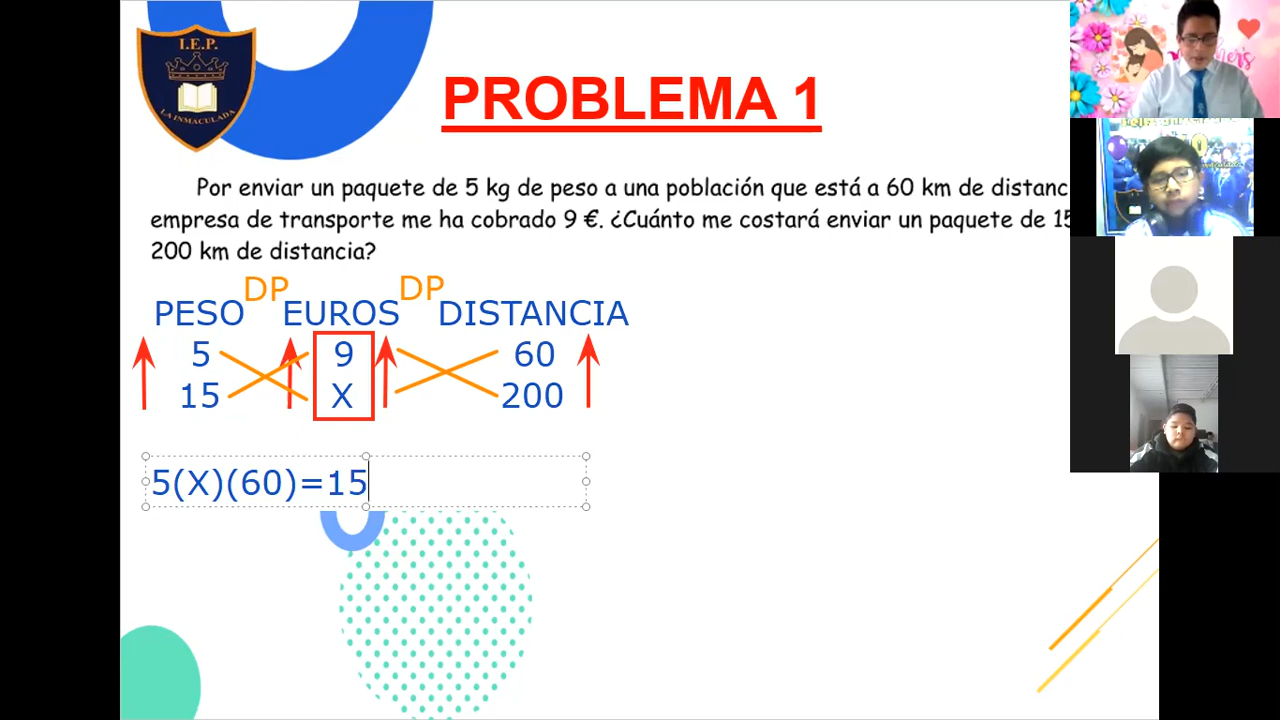 I.E.P.
LA INMACULADA
PROBLEMA 1
Por enviar un paquete de 5 kg de peso a una población que está a 60 km de distanc
empresa de transporte me ha cobrado 9 €. ¿Cuánto me costará enviar un paquete de 15
200 km de distancia?
DP DP
PESO EUROS DISTANCIA
5 9 60
15 X 200
5(X)(60)=15